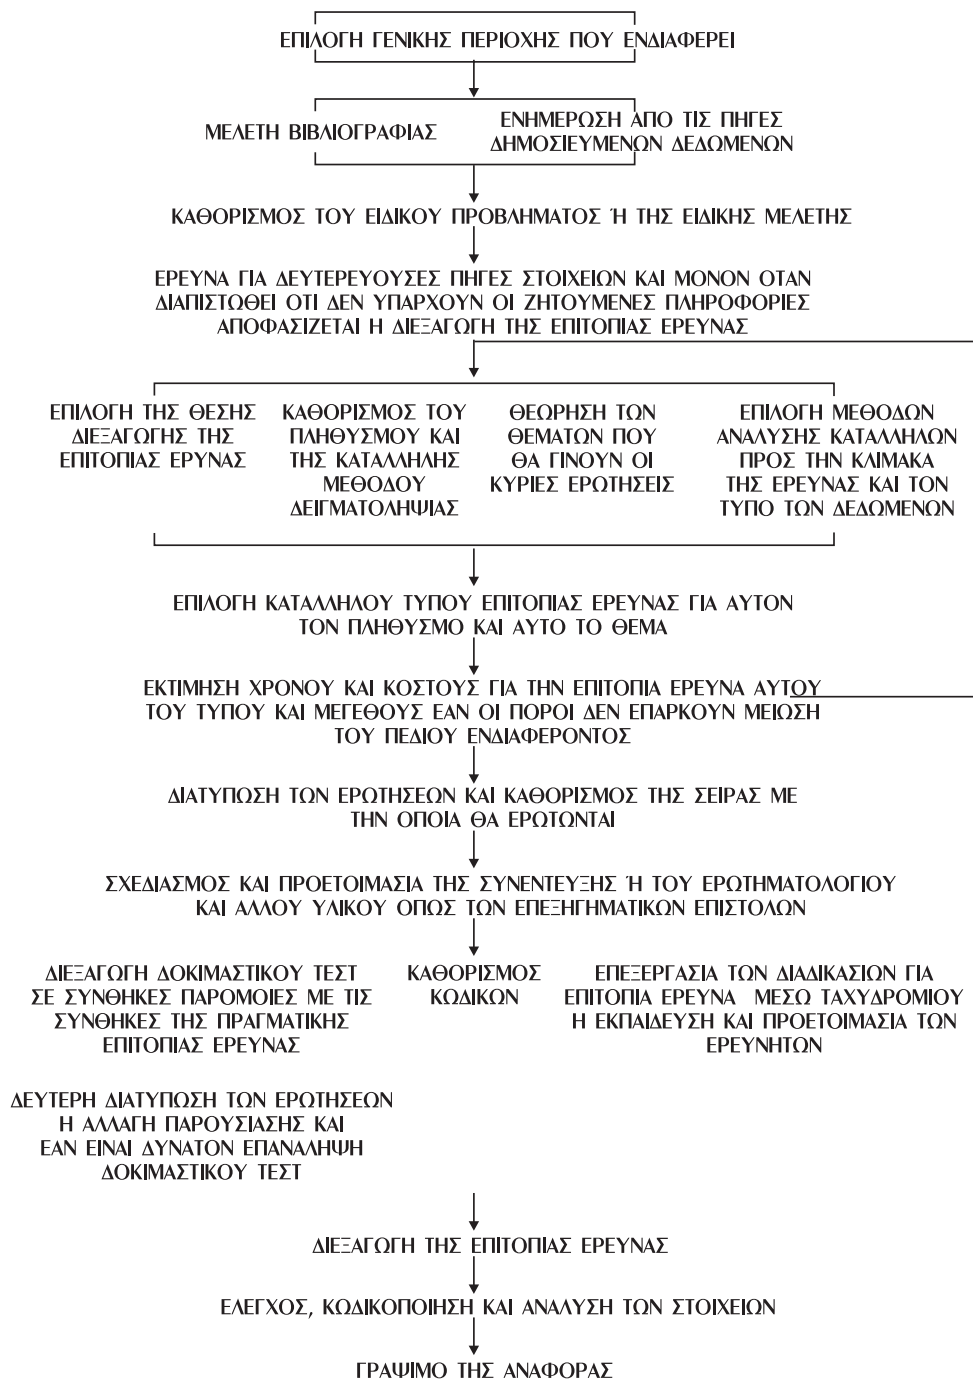 ΕΠΙΛΟΓΗ ΓΕΝΙΚΗΣ ΠΕΡΙΟΧΗΣ ΠΟΥ ΕΝΔΙΑΦΕΡΕΙ
ΜΕΛΕΤΗ ΒΙΒΛΙΟΓΡΑΦΙΑΣ
ΕΝΗΜΕΡΩΣΗ ΑΠΟ ΤΙΣ ΠΗΓΕΣ
ΔΗΜΟΣΙΕΥΜΕΝΩΝ ΔΕΔΩΜΕΝΩΝ
ΚΑΘΟΡΙΣΜΟΣ ΤΟΥ ΕΙΔΙΚΟΥ ΠΡΟΒΛΗΜΑΤΟΣ Ή ΤΗΣ ΕΙΔΙΚΗΣ ΜΕΛΕΤΗΣ
ΕΡΕΥΝΑ ΓΙΑ ΔΕΥΤΕΡΕΥΟΥΣΕΣ ΠΗΓΕΣ ΣΤΟΙΧΕΙΩΝ ΚΑΙ ΜΟΝΟΝ ΟΤΑΝ
ΔΙΑΠΙΣΤΩΘΕΙ ΟΤΙ ΔΕΝ ΥΠΑΡΧΟΥΝ ΟΙ ΖΗΤΟΥΜΕΝΕΣ ΠΛΗΡΟΦΟΡΙΕΣ
ΑΠΟΦΑΣΙΖΕΤΑΙ Η ΔΙΕΞΑΓΩΓΗ ΤΗΣ ΕΠΙΤΟΠΙΑΣ ΕΡΕΥΝΑΣ
ΕΠΙΛΟΓΗ ΤΗΣ ΘΕΣΗΣ
ΔΙΕΞΑΓΩΓΗΣ ΤΗΣ
ΕΠΙΤΟΠΙΑΣ ΕΡΥΝΑΣ
ΚΑΘΟΡΙΣΜΟΣ ΤΟΥ
ΠΛΗΘΥΣΜΟΥ ΚΑΙ
ΤΗΣ ΚΑΤΑΛΛΗΛΗΣ
ΜΕΘΟΔΟΥ
ΔΕΙΓΜΑΤΟΛΗΨΙΑΣ
ΘΕΩΡΗΣΗ ΤΩΝ
ΘΕΜΑΤΩΝ ΠΟΥ
ΘΑ ΓΙΝΟΥΝ ΟΙ
ΚΥΡΙΕΣ ΕΡΩΤΗΣΕΙΣ
ΕΠΙΛΟΓΗ ΜΕΘΟΔΩΝ
ΑΝΑΛΥΣΗΣ ΚΑΤΑΛΛΗΛΩΝ
ΠΡΟΣ ΤΗΝ ΚΛΙΜΑΚΑ
ΤΗΣ ΕΡΕΥΝΑΣ ΚΑΙ ΤΟΝ
ΤΥΠΟ ΤΩΝ ΔΕΔΟΜΕΝΩΝ
ΕΠΙΛΟΓΗ ΚΑΤΑΛΛΗΛΟΥ ΤΥΠΟΥ ΕΠΙΤΟΠΙΑΣ ΕΡΕΥΝΑΣ ΓΙΑ ΑΥΤΟΝ
ΤΟΝ ΠΛΗΘΥΣΜΟ ΚΑΙ ΑΥΤΟ ΤΟ ΘΕΜΑ
ΕΚΤΙΜΗΣΗ ΧΡΟΝΟΥ ΚΑΙ ΚΟΣΤΟΥΣ ΓΙΑ ΤΗΝ ΕΠΙΤΟΠΙΑ ΕΡΕΥΝΑ ΑΥΤΟΥ
ΤΟΥ ΤΥΠΟΥ ΚΑΙ ΜΕΓΕΘΟΥΣ ΕΑΝ ΟΙ ΠΟΡΟΙ ΔΕΝ ΕΠΑΡΚΟΥΝ ΜΕΙΩΣΗ
ΤΟΥ ΠΕΔΙΟΥ ΕΝΔΙΑΦΕΡΟΝΤΟΣ
ΔΙΑΤΥΠΩΣΗ ΤΩΝ ΕΡΩΤΗΣΕΩΝ ΚΑΙ ΚΑΘΟΡΙΣΜΟΣ ΤΗΣ ΣΕΙΡΑΣ ΜΕ
ΤΗΝ ΟΠΟΙΑ ΘΑ ΕΡΩΤΩΝΤΑΙ
ΣΧΕΔΙΑΣΜΟΣ ΚΑΙ ΠΡΟΕΤΟΙΜΑΣΙΑ ΤΗΣ ΣΥΝΕΝΤΕΥΞΗΣ Ή ΤΟΥ ΕΡΩΤΗΜΑΤΟΛΟΓΙΟΥ
ΚΑΙ ΑΛΛΟΥ ΥΛΙΚΟΥ ΟΠΩΣ ΤΩΝ ΕΠΕΞΗΓΗΜΑΤΙΚΩΝ ΕΠΙΣΤΟΛΩΝ
ΔΙΕΞΑΓΩΓΗ ΔΟΚΙΜΑΣΤΙΚΟΥ ΤΕΣΤ
ΣΕ ΣΥΝΘΗΚΕΣ ΠΑΡΟΜΟΙΕΣ ΜΕ ΤΙΣ
ΣΥΝΘΗΚΕΣ ΤΗΣ ΠΡΑΓΜΑΤΙΚΗΣ
ΕΠΙΤΟΠΙΑΣ ΕΡΕΥΝΑΣ
ΚΑΘΟΡΙΣΜΟΣ
ΚΩΔΙΚΩΝ
ΕΠΕΞΕΡΓΑΣΙΑ ΤΩΝ ΔΙΑΔΙΚΑΣΙΩΝ ΓΙΑ
ΕΠΙΤΟΠΙΑ ΕΡΕΥΝΑ ΜΕΣΩ ΤΑΧΥΔΡΟΜΙΟΥ
Η ΕΚΠΑΙΔΕΥΣΗ ΚΑΙ ΠΡΟΕΤΟΙΜΑΣΙΑ ΤΩΝ
ΕΡΕΥΝΗΤΩΝ
ΔΕΥΤΕΡΗ ΔΙΑΤΥΠΩΣΗ ΤΩΝ ΕΡΩΤΗΣΕΩΝ
Η ΑΛΛΑΓΗ ΠΑΡΟΥΣΙΑΣΗΣ ΚΑΙ
ΕΑΝ ΕΙΝΑΙ ΔΥΝΑΤΟΝ ΕΠΑΝΑΛΗΨΗ
ΔΟΚΙΜΑΣΤΙΚΟΥ ΤΕΣΤ
ΔΙΕΞΑΓΩΓΗ ΤΗΣ ΕΠΙΤΟΠΙΑΣ ΕΡΕΥΝΑΣ
ΕΛΕΓΧΟΣ, ΚΩΔΙΚΟΠΟΙΗΣΗ ΚΑΙ ΑΝΑΛΥΣΗ ΤΩΝ ΣΤΟΙΧΕΙΩΝ
ΓΡΑΨΙΜΟ ΤΗΣ ΑΝΑΦΟΡΑΣ